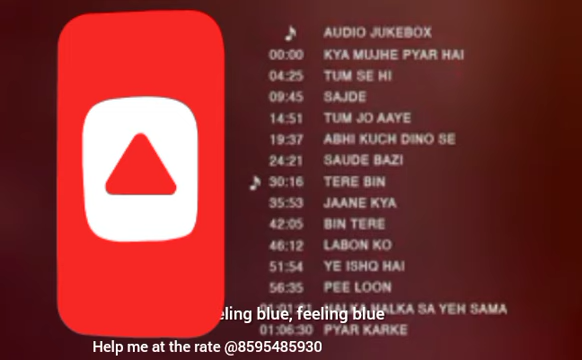 AUDIO JUKEBOX
00:00 KYA MUJHE PYAR HAI
04:25 TUM SE HI
09:45 SAJDE
14:51 TUM JO AAYE
19:37 ABHI KUCH DINO SE
24:21 SAUDE BAZI
30:16 TERE BIN
35:53 JAANE KYA
42:05 BIN TERE
46:12 LABON KO
51:54 YE ISHQ HAI
56:35 PEE LOON
HALKA HALKA SA YEH SAMA
eling blue, feeling blue
01:06:30 PYAR KARKE
Help me at the rate @8595485930